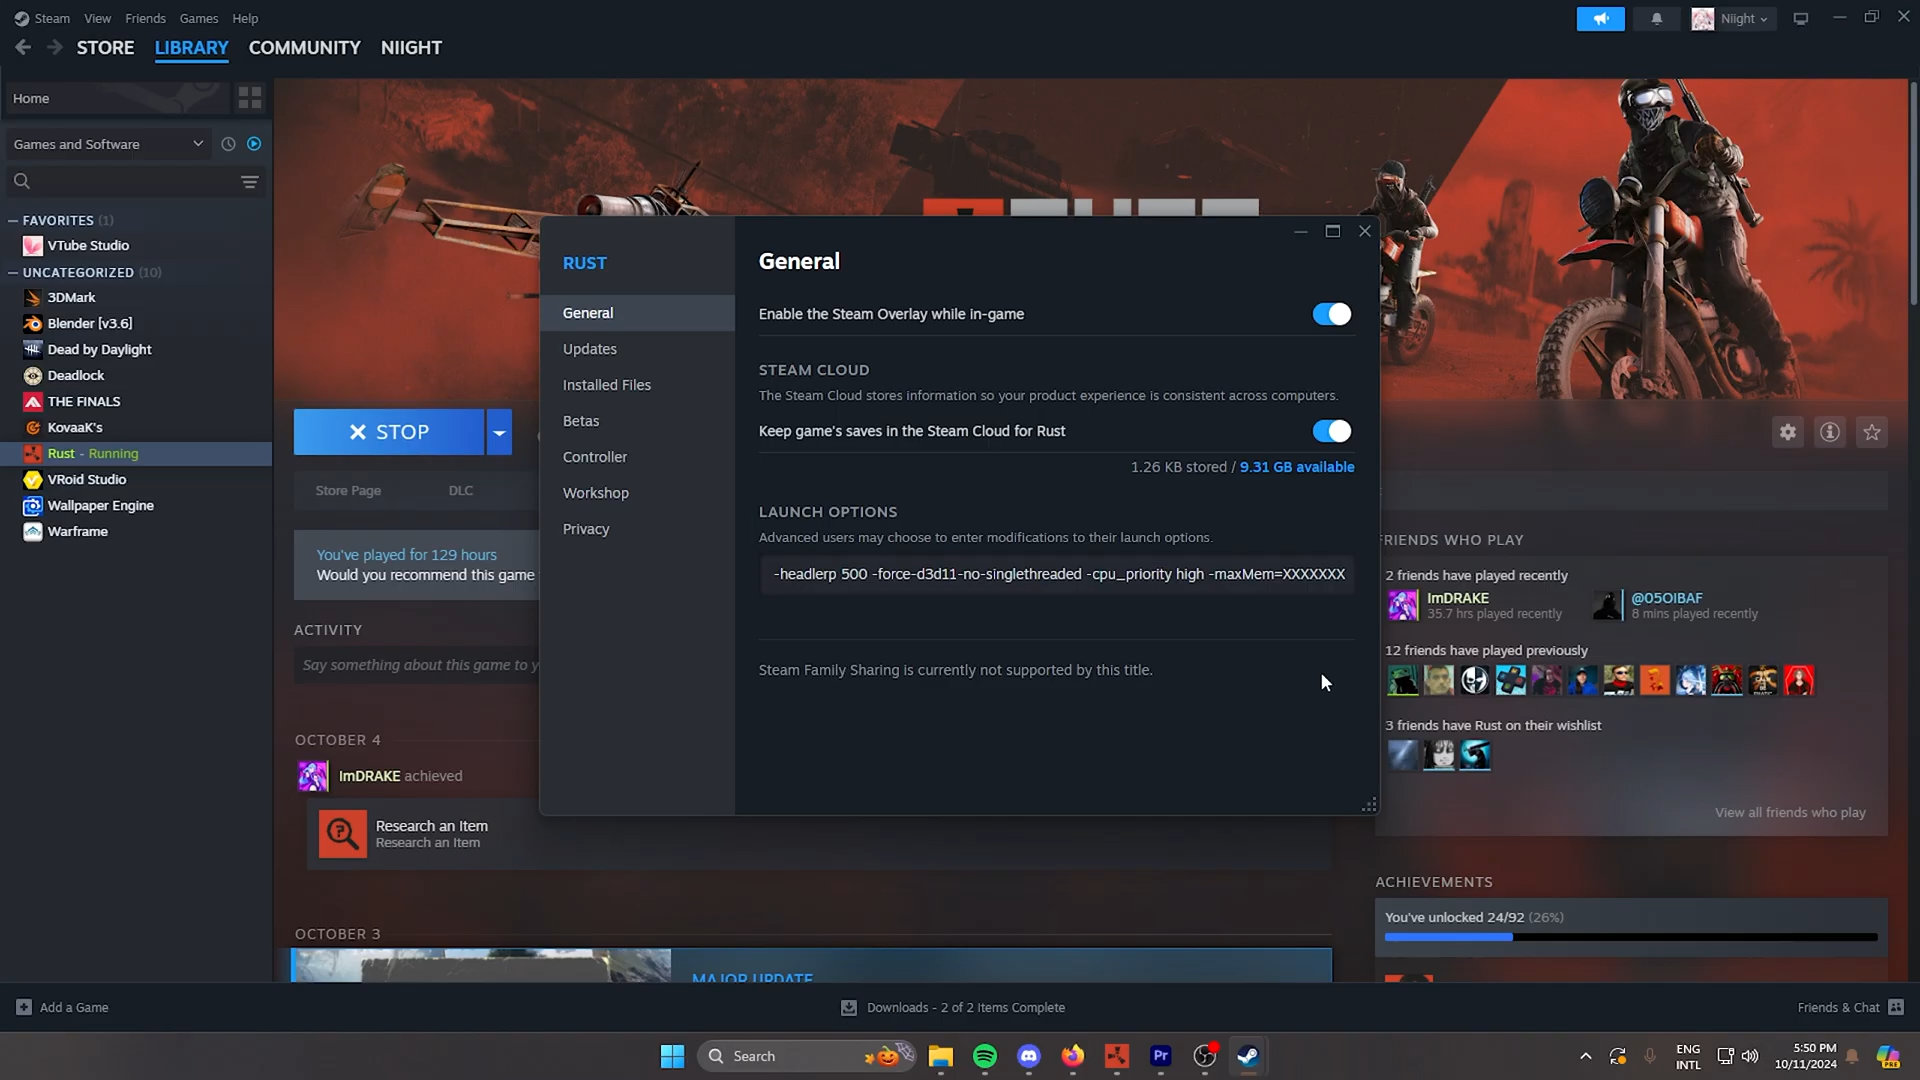 Steam View Friends Games Help
Niight
STORE LIBRARY COMMUNITY NIIGHT
Home
Games and Software
— FAVORITES (1)
VTube Studio
— UNCATEGORIZED (10)
3DMark
Blender [v3.6]
Dead by Daylight
Deadlock
THE FINALS
KovaaK's
Rust - Running
VRoid Studio
Wallpaper Engine
Warframe
STOP
Store Page DLC
You've played for 129 hours
Would you recommend this game
ACTIVITY
Say something about this game to y
OCTOBER 4
ImDRAKE achieved
Research an Item
Research an Item
OCTOBER 3
MAJOR UPDATE
RUST
General
Updates
Installed Files
Betas
Controller
Workshop
Privacy
General
Enable the Steam Overlay while in-game
STEAM CLOUD
The Steam Cloud stores information so your product experience is consistent across computers.
Keep game's saves in the Steam Cloud for Rust
1.26 KB stored / 9.31 GB available
LAUNCH OPTIONS
Advanced users may choose to enter modifications to their launch options.
-headlerp 500 -force-d3d11-no-singlethreaded -cpu_priority high -maxMem=XXXXXXX
Steam Family Sharing is currently not supported by this title.
FRIENDS WHO PLAY
2 friends have played recently
ImDRAKE
35.7 hrs played recently
@05OIBAF
8 mins played recently
12 friends have played previously
3 friends have Rust on their wishlist
View all friends who play
ACHIEVEMENTS
You've unlocked 24/92 (26%)
Add a Game
Downloads - 2 of 2 Items Complete
Friends & Chat
Search
Pr
ENG
INTL
5:50 PM
10/11/2024
PRE